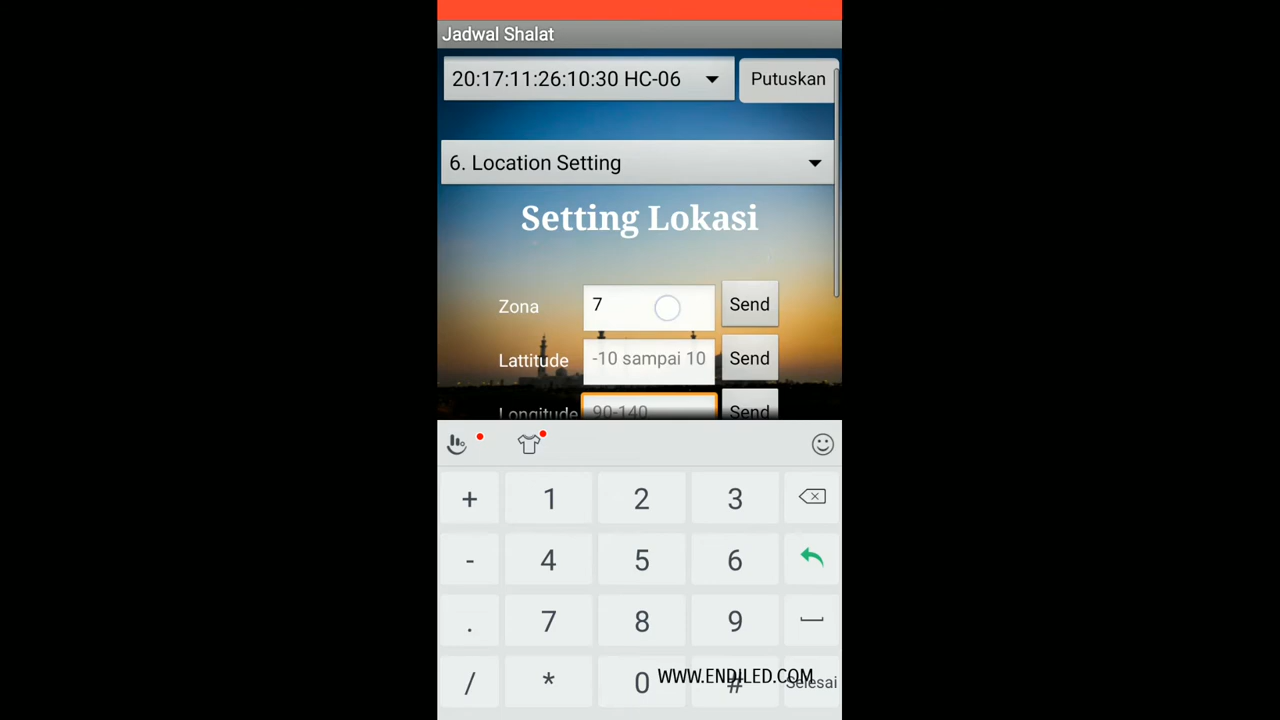 Jadwal Shalat
20:17:11:26:10:30 HC-06
Putuskan
6. Location Setting
Setting Lokasi
Zona 7 Send
Lattitude -10 sampai 10 Send
Longitude 90-140 Send
+ 1 2 3
- 4 5 6
. 7 8 9
/ * 0 # Selesai
WWW.ENDILED.COM